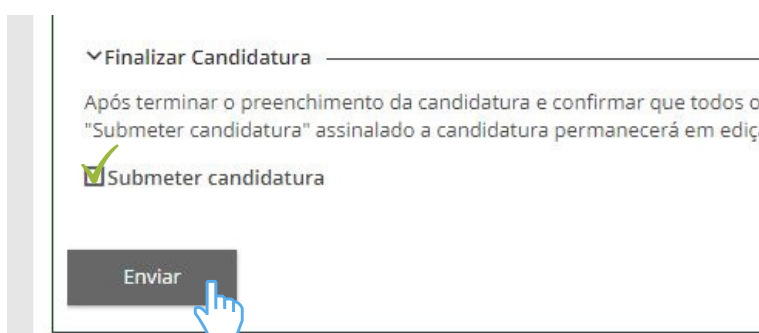 Finalizar Candidatura
Após terminar o preenchimento da candidatura e confirmar que todos o
"Submeter candidatura" assinalado a candidatura permanecerá em ediç
Submeter candidatura
Enviar